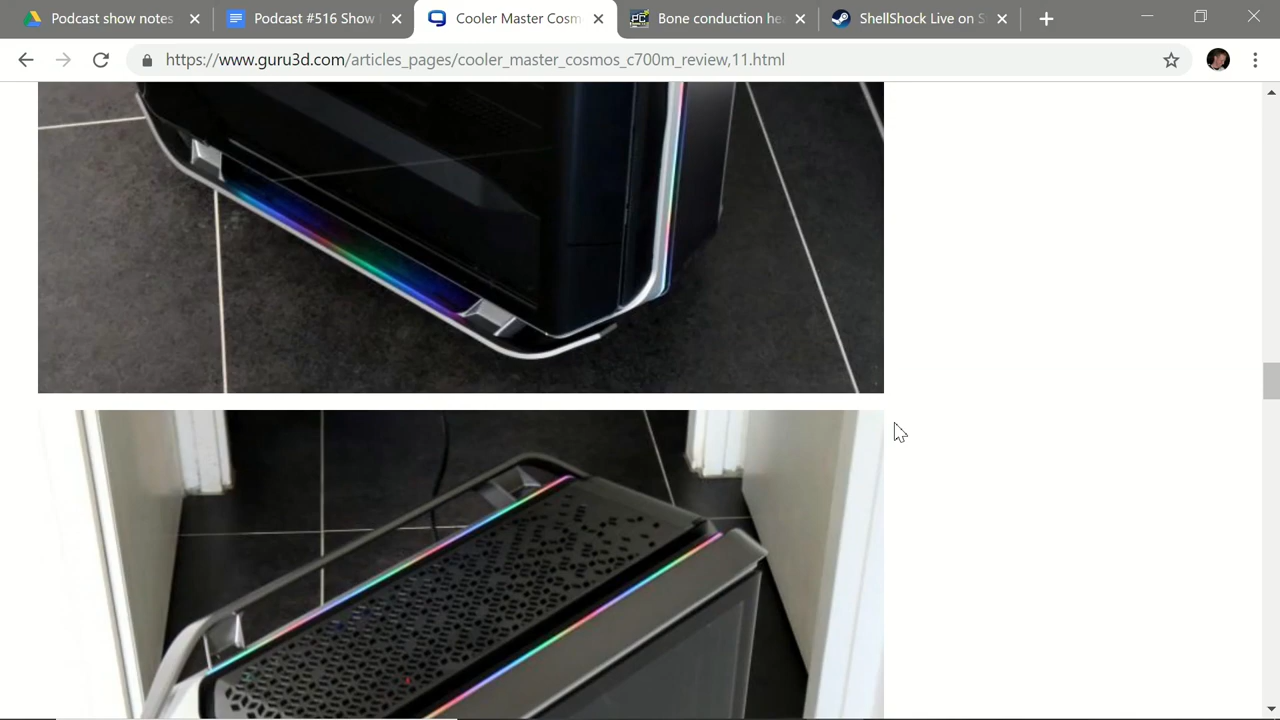 Podcast show notes
Podcast #516 Show
Cooler Master Cosm
Bone conduction he
ShellShock Live on S
https://www.guru3d.com/articles_pages/cooler_master_cosmos_c700m_review,11.html